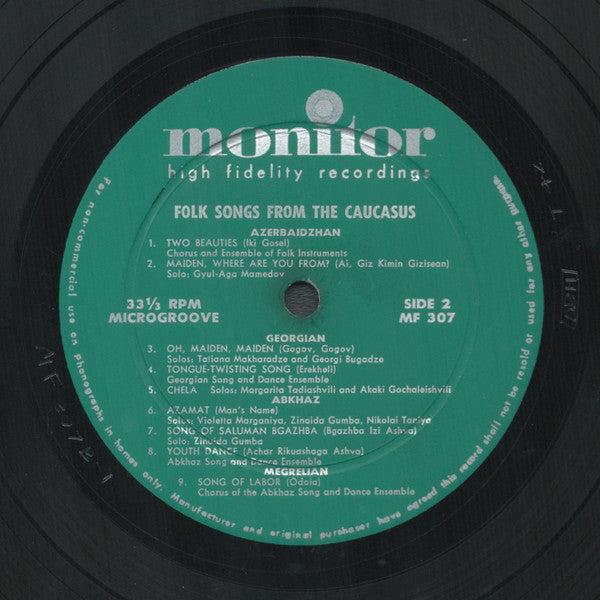 monitor
high fidelity recordings
FOLK SONGS FROM THE CAUCASUS
AZERBAIDZHAN
1. TWO BEAUTIES (Iki Gosel)
Chorus and Ensemble of Folk Instruments
2. MAIDEN, WHERE ARE YOU FROM? (Ai, Giz Kimin Gizisean)
Solo: Gyul-Aga Mamedov
33⅓ RPM
MICROGROOVE
SIDE 2
MF 307
GEORGIAN
3. OH, MAIDEN, MAIDEN (Gogov, Gogov)
Solos: Tatiana Makharadze and Georgi Bugadze
4. TONGUE-TWISTING SONG (Erekheli)
Georgian Song and Dance Ensemble
5. CHELA Solos: Margarita Tadiashvili and Akaki Gochaleishvili
ABKHAZ
6. AZAMAT (Man's Name)
Solos: Violetta Marganiya, Zinaida Gumba, Nikolai Taniya
7. SONG OF SALUMAN BGAZHBA (Bgazhba Izi Ashva)
Solo: Zinaida Gumba
8. YOUTH DANCE (Achar Rikuashaga Ashva)
Abkhaz Song and Dance Ensemble
MEGRELIAN
9. SONG OF LABOR (Odoia)
Chorus of the Abkhaz Song and Dance Ensemble
For non-commercial use on phonographs in homes only. Manufacturer and original purchaser have agreed this record shall not be resold or used for any other purpose.